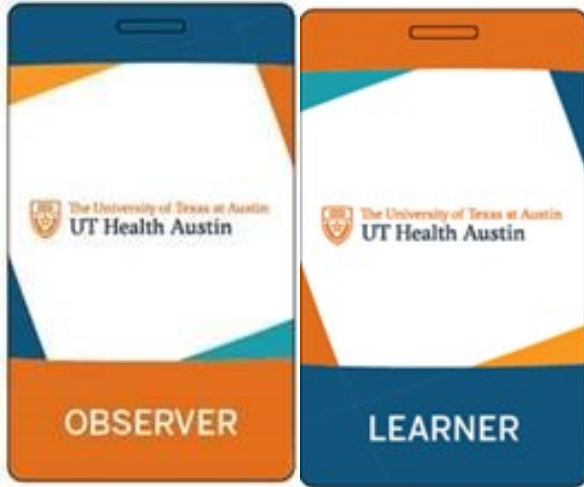 The University of Texas at Austin
UT Health Austin
OBSERVER
The University of Texas at Austin
UT Health Austin
LEARNER